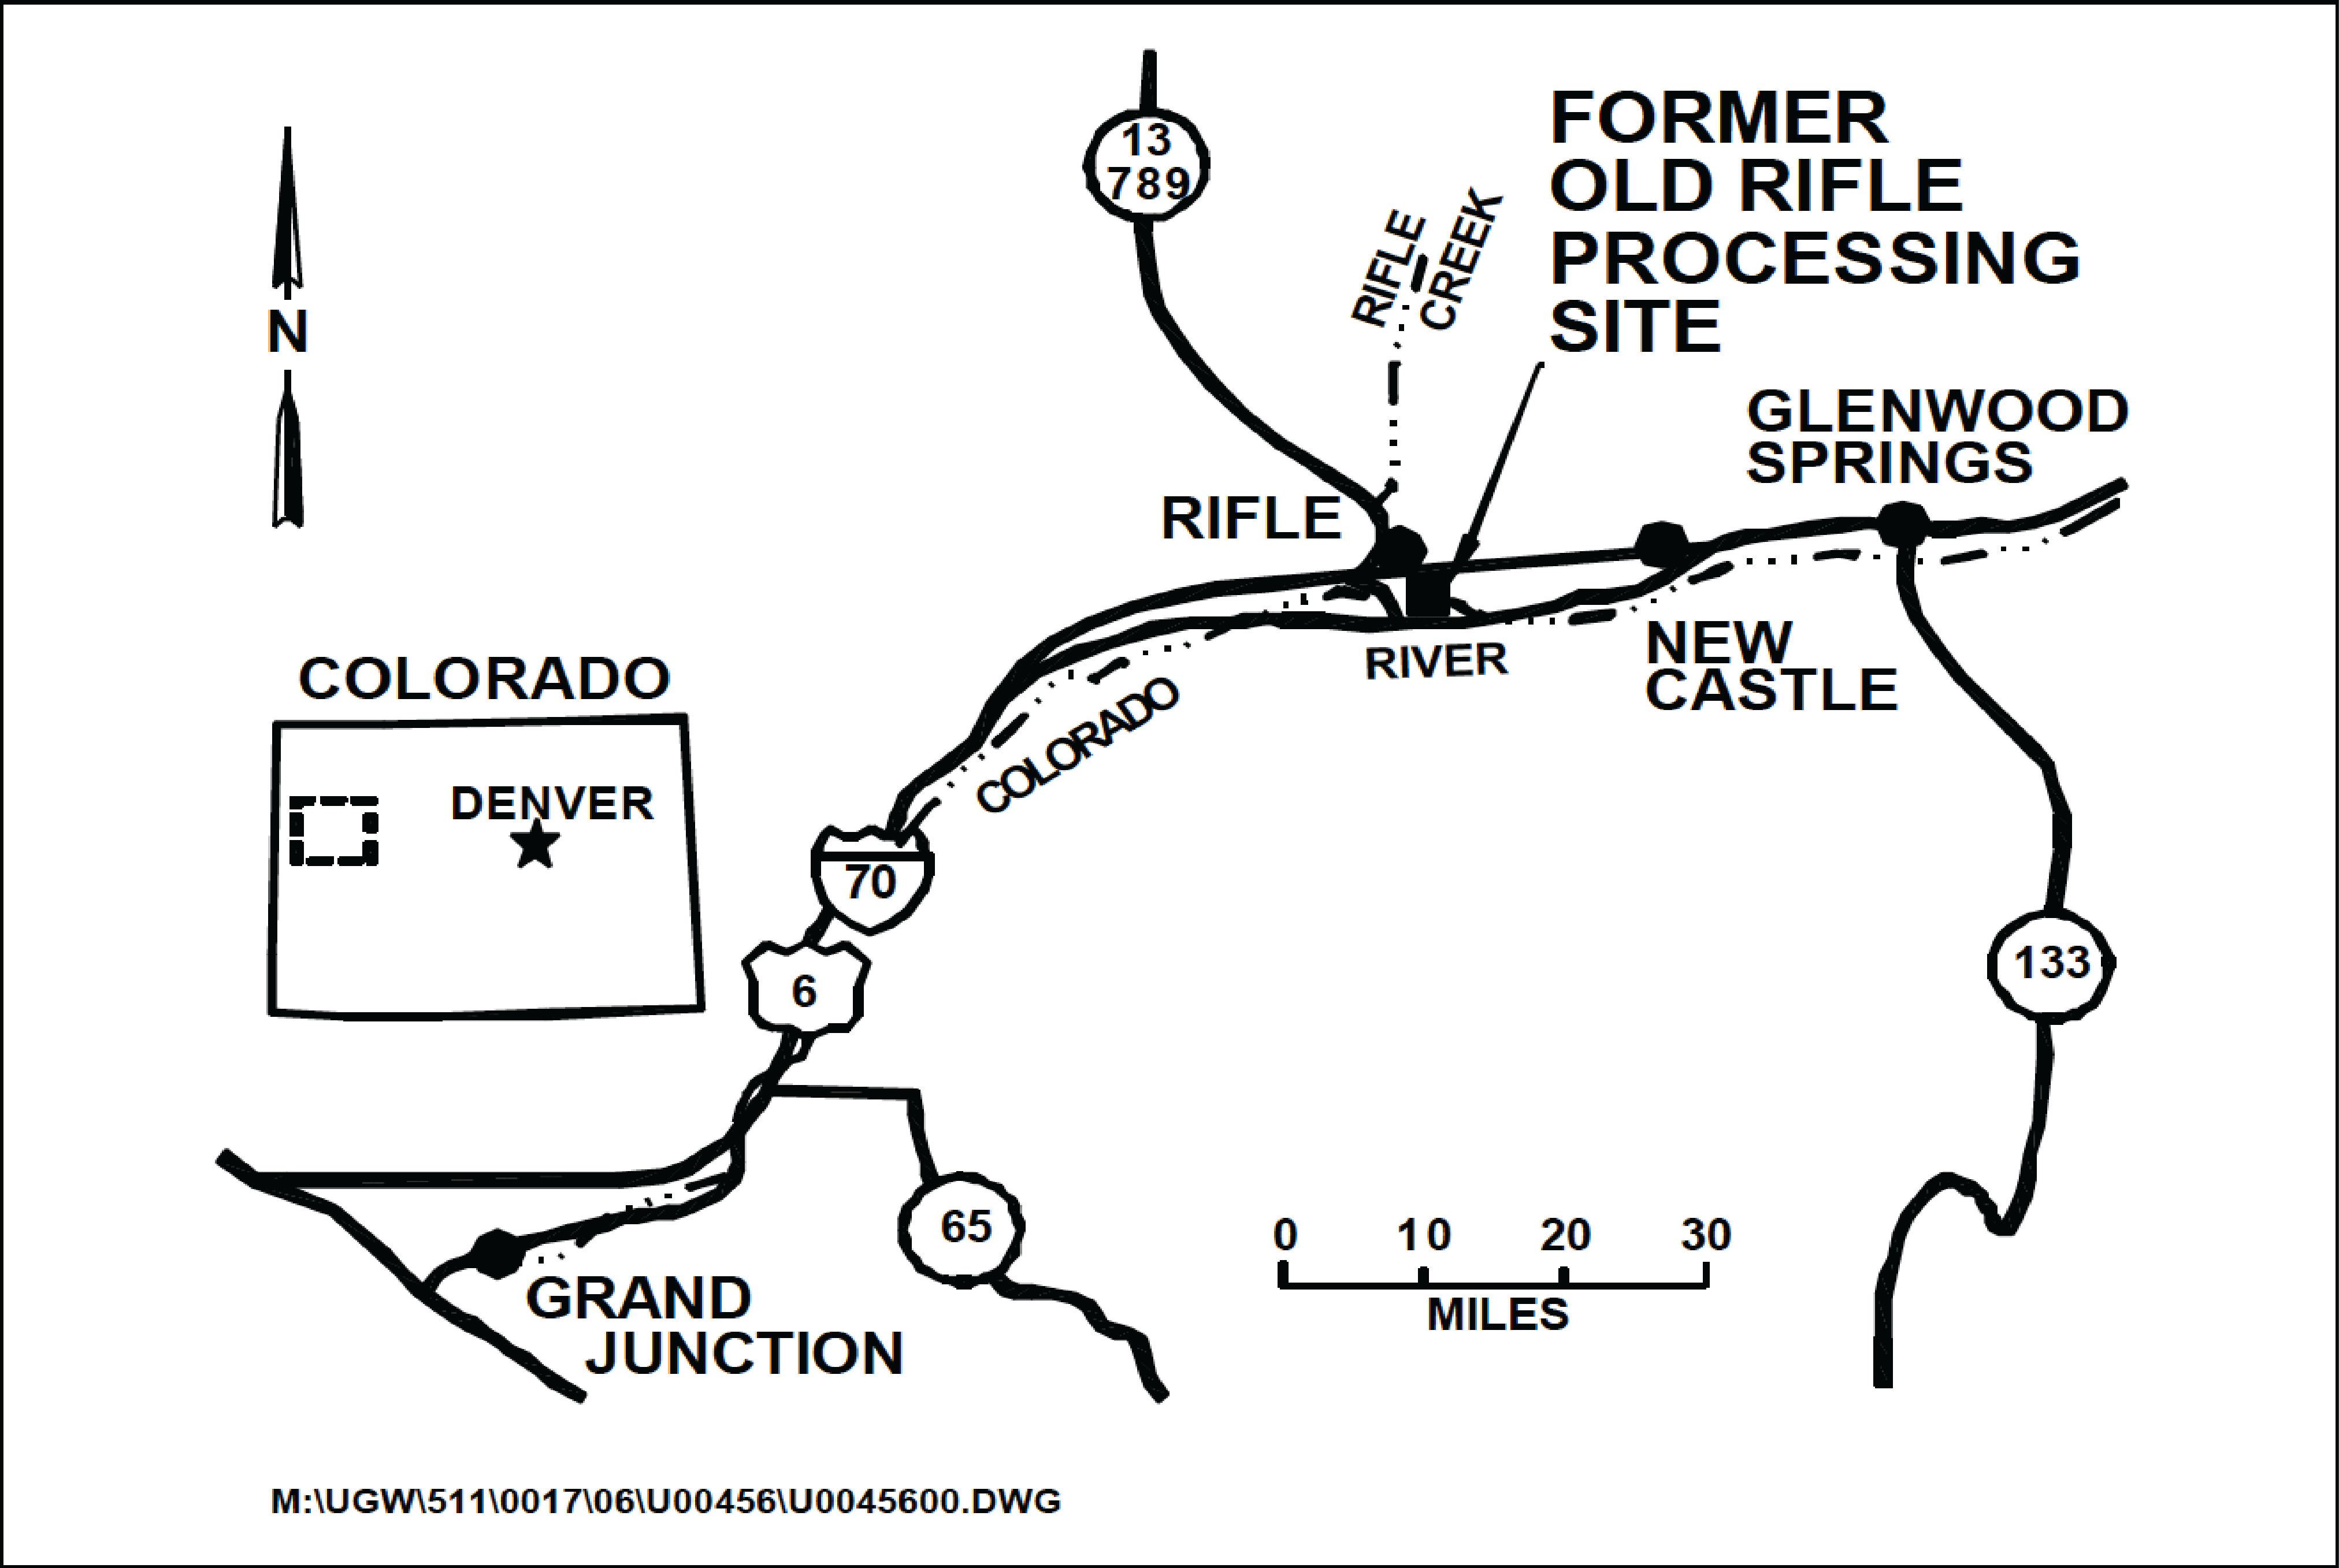 13
789
RIFLE
CREEK
FORMER
OLD RIFLE
PROCESSING
SITE
N
GLENWOOD
SPRINGS
RIFLE
RIVER
NEW
CASTLE
COLORADO
COLORADO
DENVER
70
6
133
65
0 10 20 30
MILES
GRAND
JUNCTION
M:\UGW\511\0017\06\U00456\U0045600.DWG